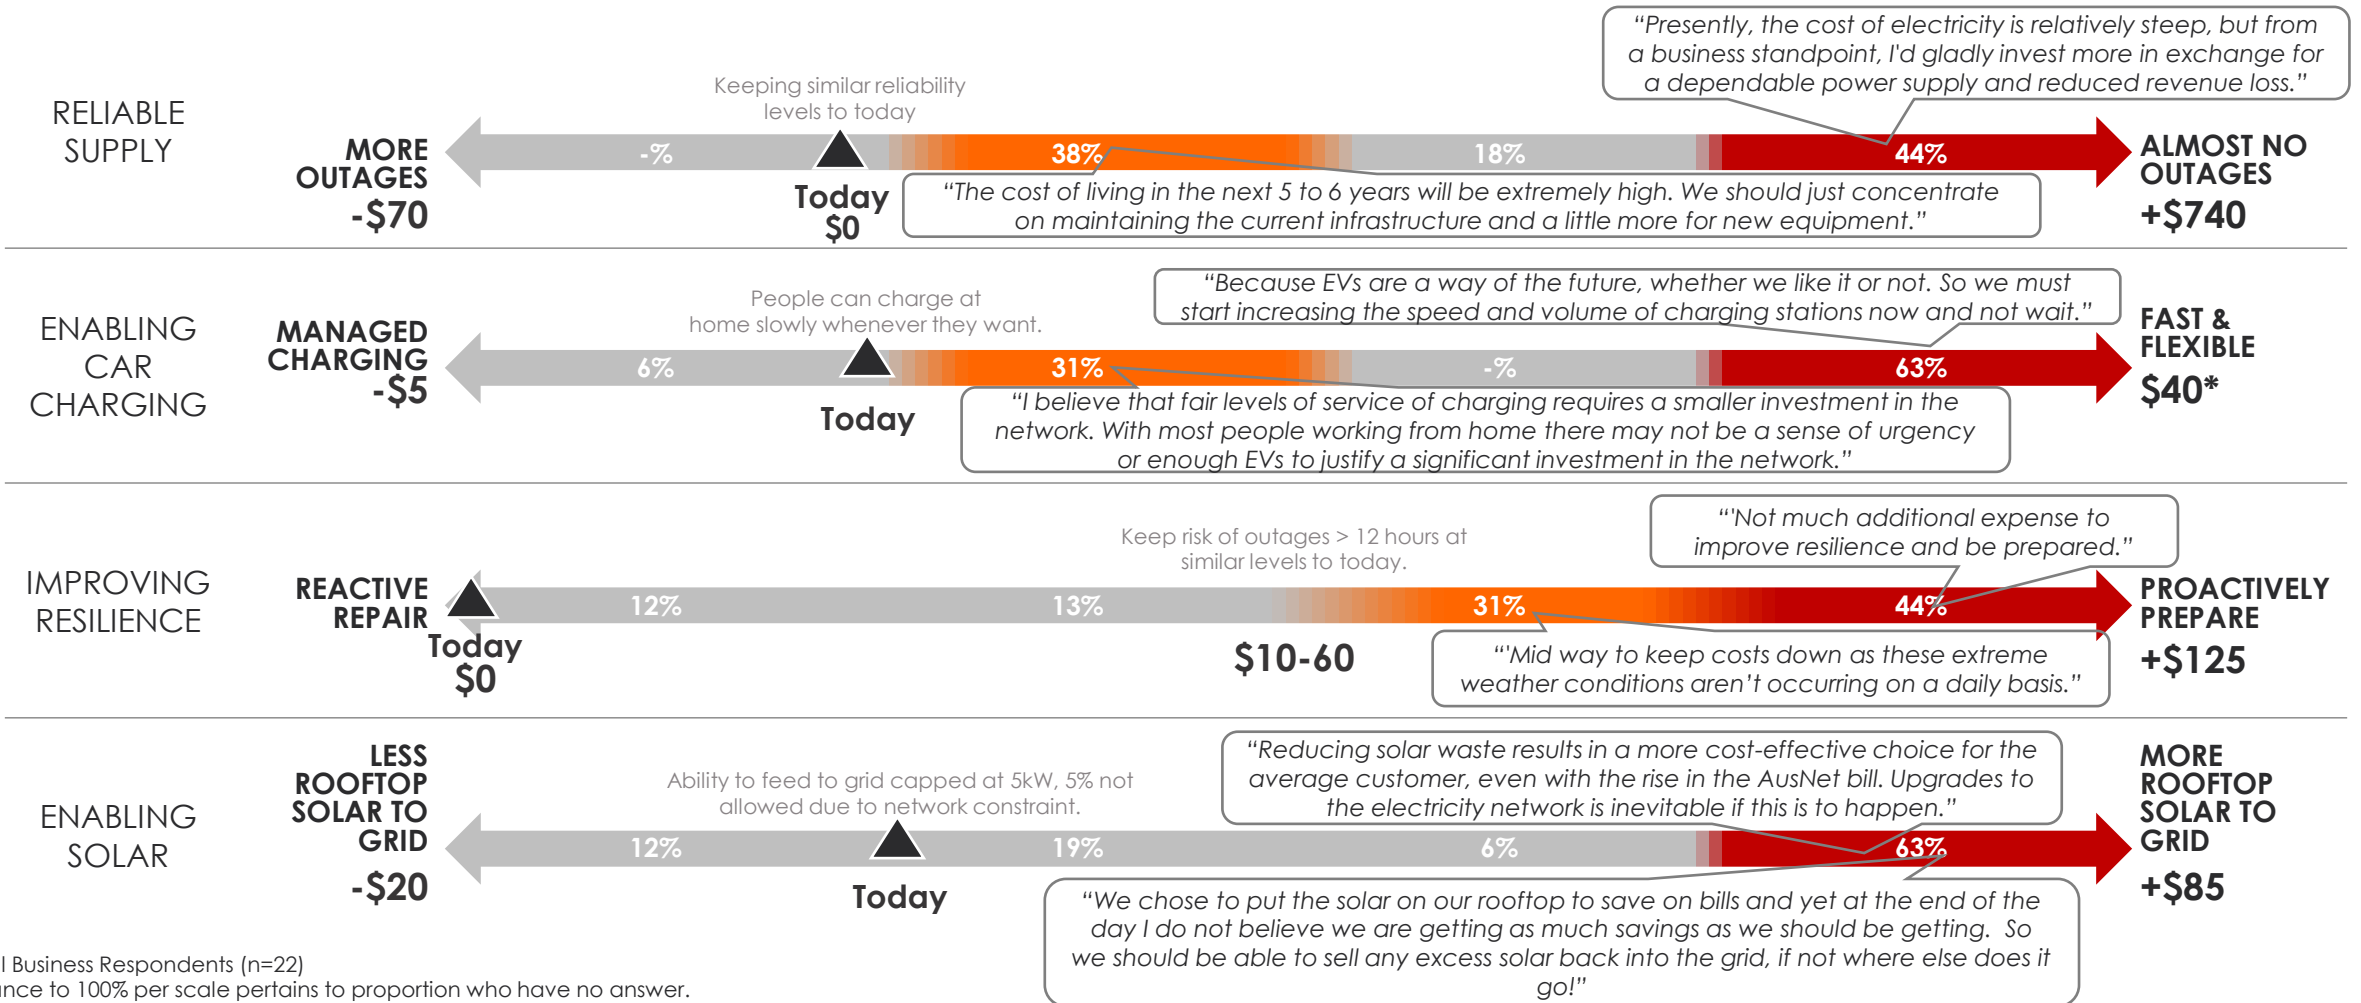 “Presently, the cost of electricity is relatively steep, but from
a business standpoint, I'd gladly invest more in exchange for
a dependable power supply and reduced revenue loss.”
Keeping similar reliability
levels to today
RELIABLE
SUPPLY
MORE
OUTAGES
-$70
-%
38%
18%
44%
Today
$0
ALMOST NO
OUTAGES
+$740
“The cost of living in the next 5 to 6 years will be extremely high. We should just concentrate
on maintaining the current infrastructure and a little more for new equipment.”
“Because EVs are a way of the future, whether we like it or not. So we must
start increasing the speed and volume of charging stations now and not wait.”
People can charge at
home slowly whenever they want.
ENABLING
CAR
CHARGING
MANAGED
CHARGING
-$5
6%
31%
-%
63%
Today
FAST &
FLEXIBLE
$40*
“I believe that fair levels of service of charging requires a smaller investment in the
network. With most people working from home there may not be a sense of urgency
or enough EVs to justify a significant investment in the network.”
“'Not much additional expense to
improve resilience and be prepared.”
Keep risk of outages > 12 hours at
similar levels to today.
IMPROVING
RESILIENCE
REACTIVE
REPAIR
12%
13%
31%
44%
Today
$0
$10-60
PROACTIVELY
PREPARE
+$125
“'Mid way to keep costs down as these extreme
weather conditions aren’t occurring on a daily basis.”
“Reducing solar waste results in a more cost-effective choice for the
average customer, even with the rise in the AusNet bill. Upgrades to
the electricity network is inevitable if this is to happen.”
Ability to feed to grid capped at 5kW, 5% not
allowed due to network constraint.
ENABLING
SOLAR
LESS
ROOFTOP
SOLAR TO
GRID
-$20
12%
19%
6%
63%
Today
MORE
ROOFTOP
SOLAR TO
GRID
+$85
“We chose to put the solar on our rooftop to save on bills and yet at the end of the
day I do not believe we are getting as much savings as we should be getting.  So
we should be able to sell any excess solar back into the grid, if not where else does it
go!”
l Business Respondents (n=22)
nce to 100% per scale pertains to proportion who have no answer.